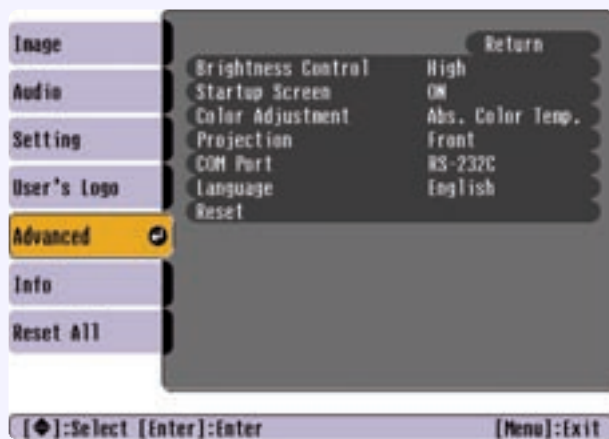 Image
Audio
Setting
User's Logo
Advanced
Info
Reset All
Return
Brightness Control High
Startup Screen ON
Color Adjustment Abs. Color Temp.
Projection Front
COM Port RS-232C
Language English
Reset
[◆]:Select [Enter]:Enter [Menu]:Exit